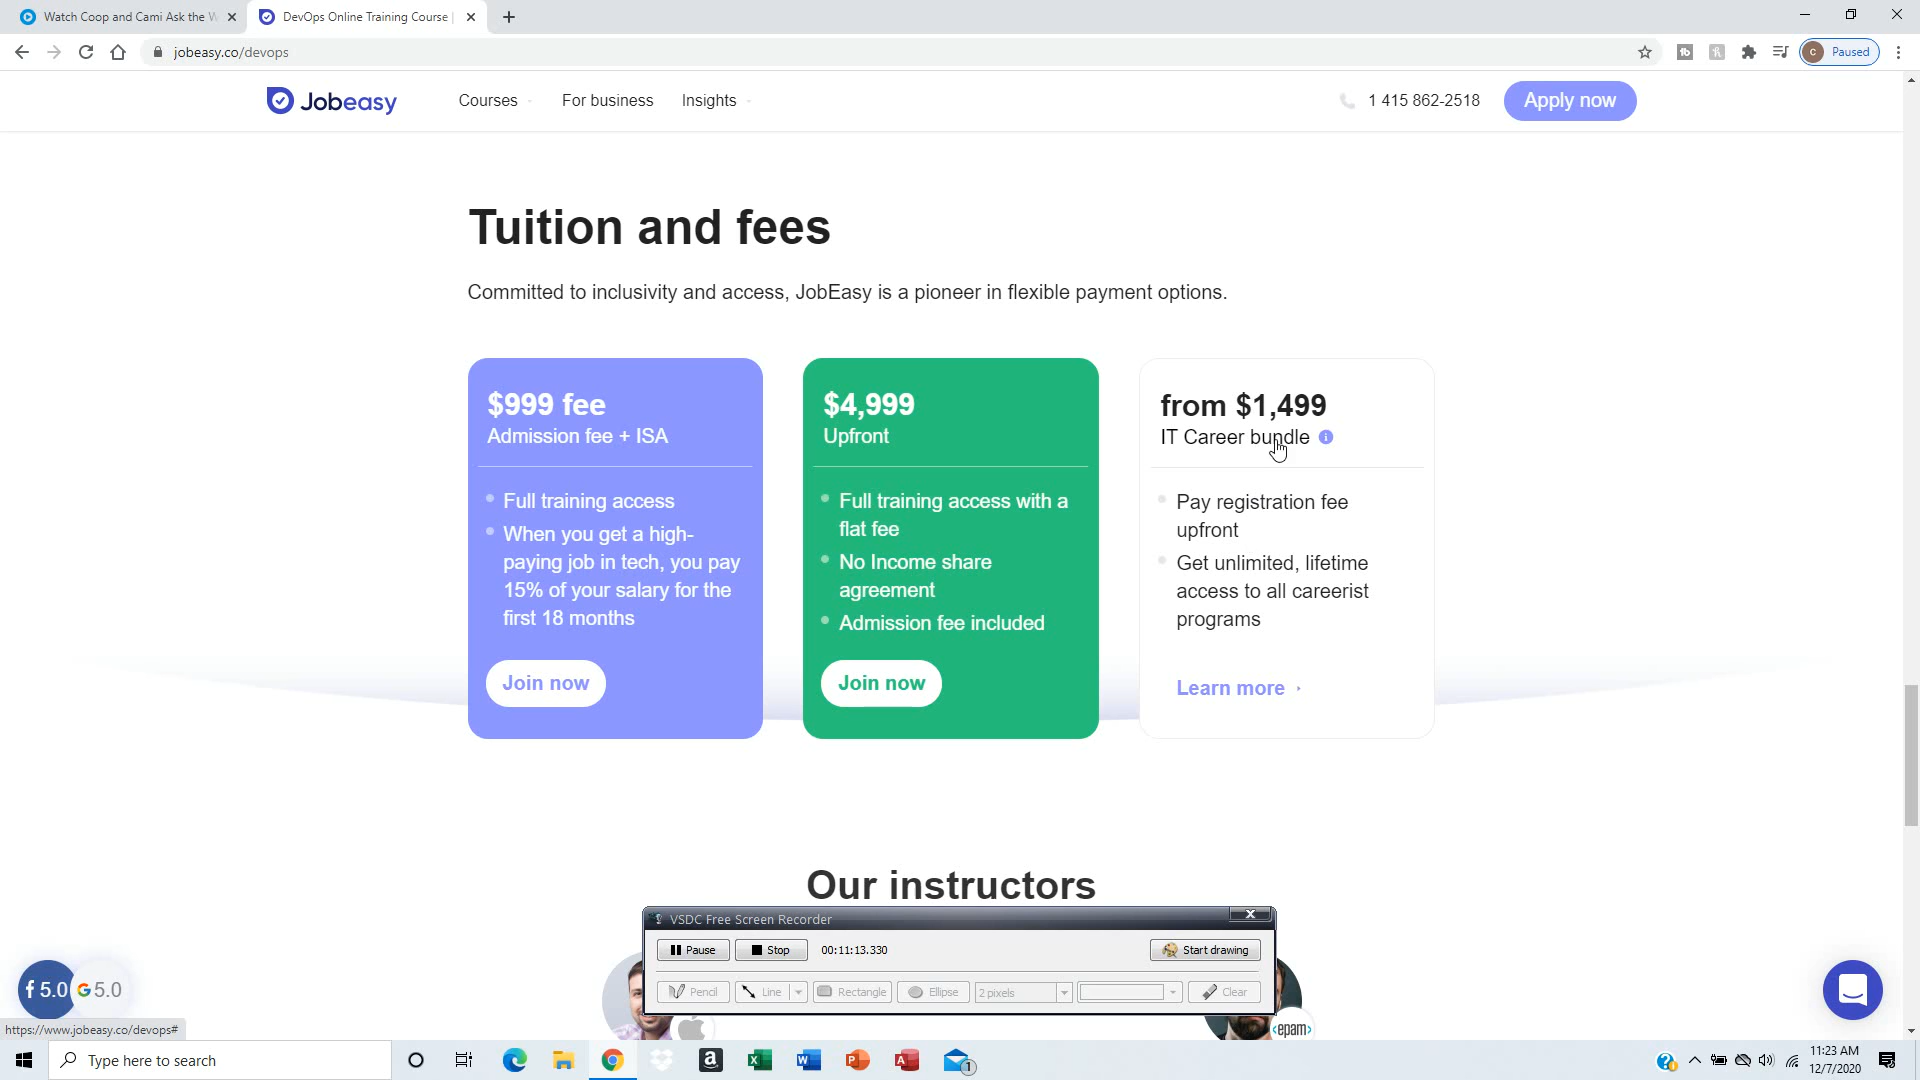 Watch Coop and Cami Ask the W
DevOps Online Training Course |
jobeasy.co/devops
C Paused
Jobeasy
Courses
For business
Insights
1 415 862-2518
Apply now
Tuition and fees
Committed to inclusivity and access, JobEasy is a pioneer in flexible payment options.
$999 fee
Admission fee + ISA
Full training access
When you get a high-
paying job in tech, you pay
15% of your salary for the
first 18 months
Join now
$4,999
Upfront
Full training access with a
flat fee
No Income share
agreement
Admission fee included
Join now
from $1,499
IT Career bundle
Pay registration fee
upfront
Get unlimited, lifetime
access to all careerist
programs
Learn more
Our instructors
VSDC Free Screen Recorder
Pause
Stop
00:11:13.330
Start drawing
Pencil
Line
Rectangle
Ellipse
2 pixels
Clear
f 5.0
G 5.0
<epam>
https://www.jobeasy.co/devops#
Type here to search
1
11:23 AM
12/7/2020